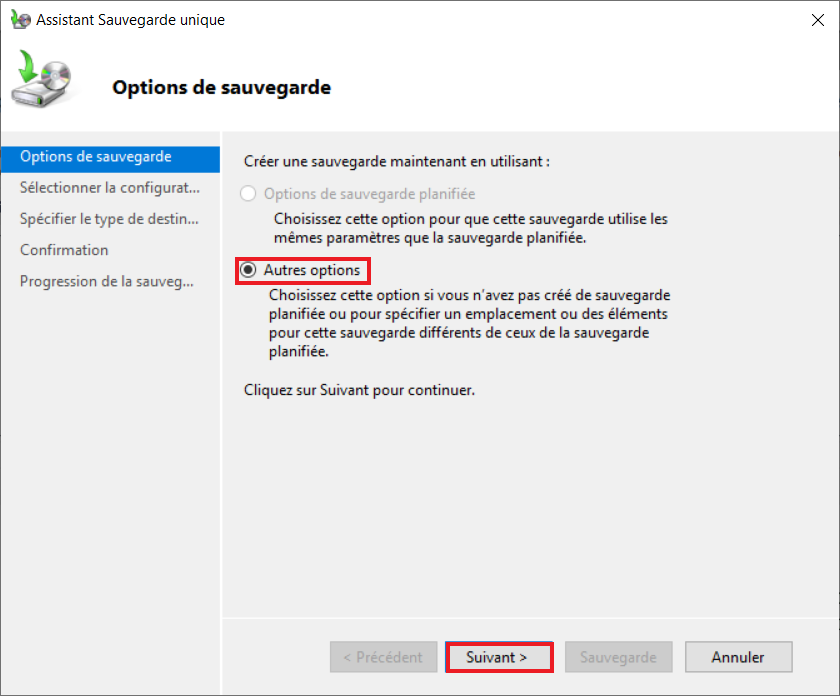 Assistant Sauvegarde unique
Options de sauvegarde
Options de sauvegarde
Sélectionner la configurat...
Spécifier le type de destin...
Confirmation
Progression de la sauveg...
Créer une sauvegarde maintenant en utilisant :
Options de sauvegarde planifiée
Choisissez cette option pour que cette sauvegarde utilise les
mêmes paramètres que la sauvegarde planifiée.
Autres options
Choisissez cette option si vous n’avez pas créé de sauvegarde
planifiée ou pour spécifier un emplacement ou des éléments
pour cette sauvegarde différents de ceux de la sauvegarde
planifiée.
Cliquez sur Suivant pour continuer.
< Précédent
Suivant >
Sauvegarde
Annuler